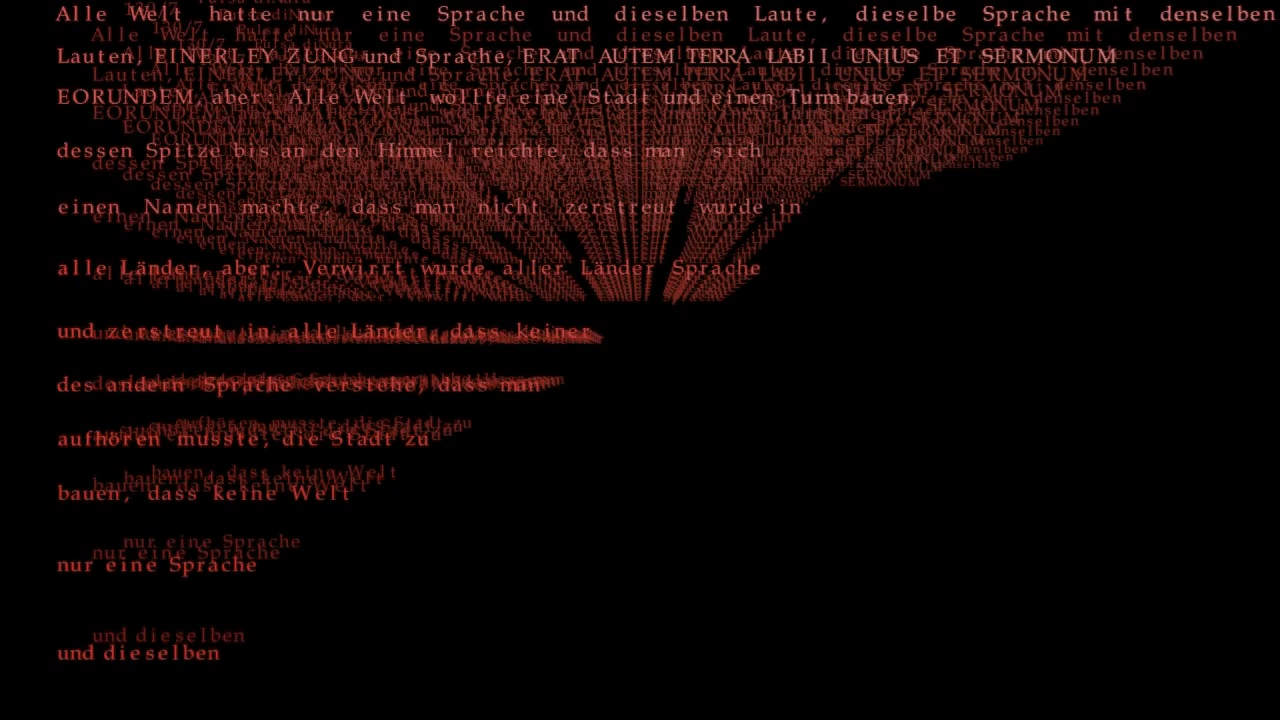 Alle Welt hatte nur eine Sprache und dieselben Laute, dieselbe Sprache mit denselben
Lauten, EINERLEY ZUNG und Sprache, ERAT AUTEM TERRA LABII UNIUS ET SERMONUM
EORUNDEM, aber: Alle Welt wollte eine Stadt und einen Turm bauen,
dessen Spitze bis an den Himmel reichte, dass man sich
einen Namen machte, dass man nicht zerstreut wurde in
alle Länder, aber: Verwirrt wurde aller Länder Sprache
und zerstreut in alle Länder, dass keiner
des andern Sprache verstehe, dass man
aufhören musste, die Stadt zu
bauen, dass keine Welt
nur eine Sprache
und dieselben